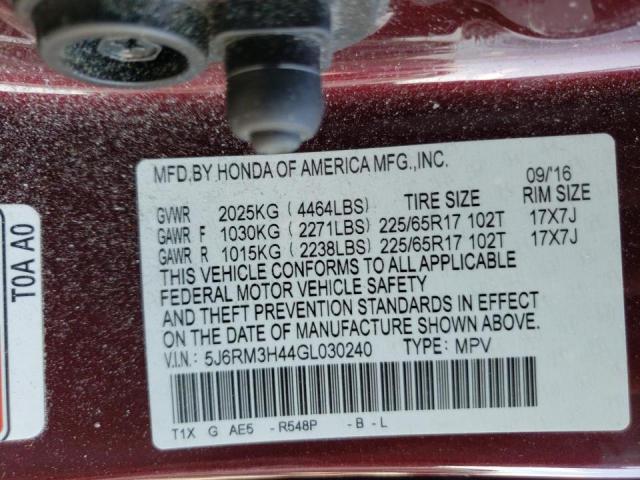 MFD.BY HONDA OF AMERICA MFG.,INC.
09/'16
GVWR 2025KG (4464LBS) TIRE SIZE RIM SIZE
GAWR F 1030KG (2271LBS) 225/65R17 102T 17X7J
GAWR R 1015KG (2238LBS) 225/65R17 102T 17X7J
THIS VEHICLE CONFORMS TO ALL APPLICABLE
FEDERAL MOTOR VEHICLE SAFETY
AND THEFT PREVENTION STANDARDS IN EFFECT
ON THE DATE OF MANUFACTURE SHOWN ABOVE.
V.I.N.: 5J6RM3H44GL030240 TYPE: MPV
T1X G AE5 -R548P -B-L
T0A A0